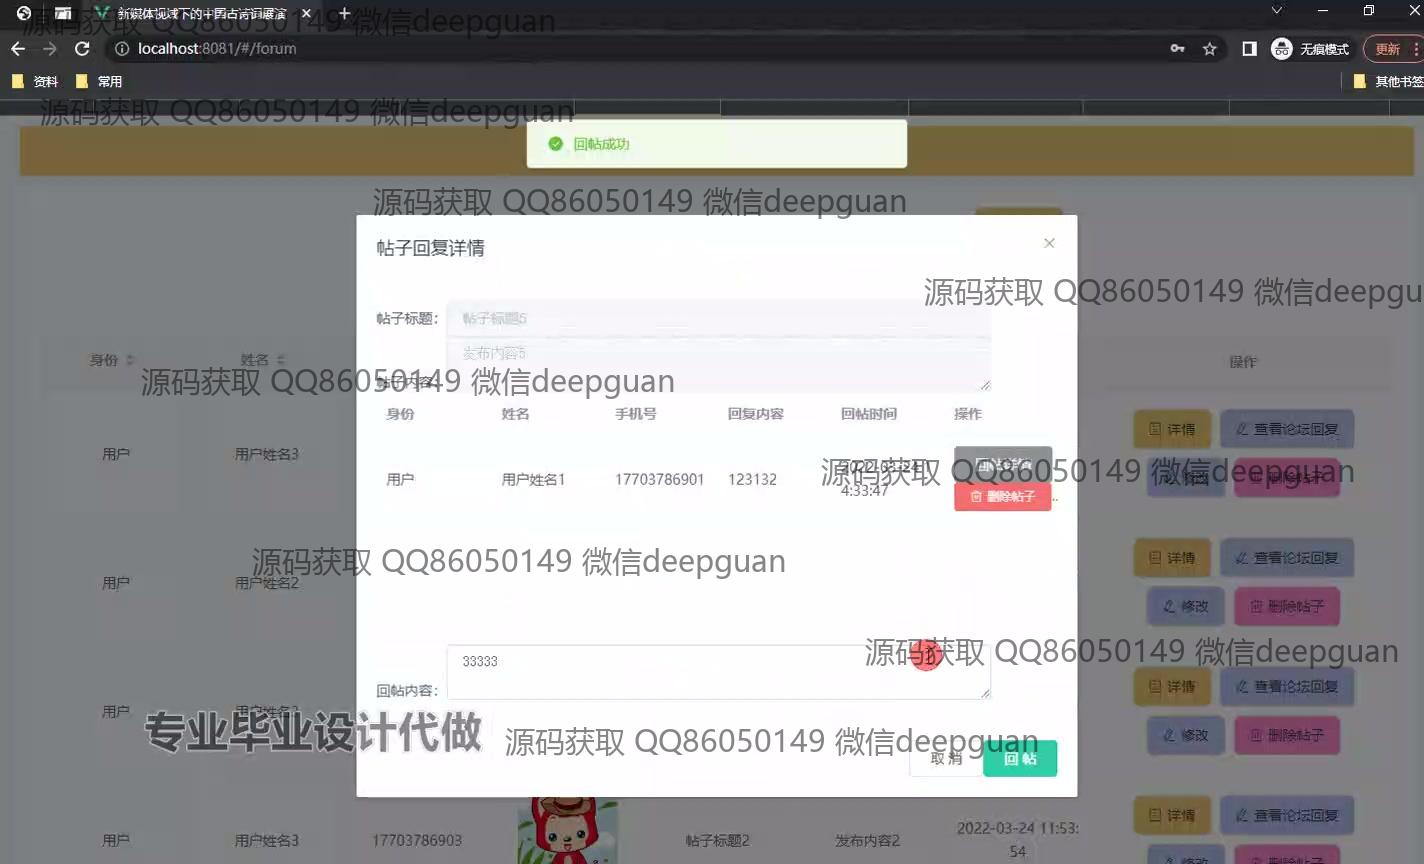 新媒体视域下的中国古诗词展演
源码获取 QQ86050149 微信deepguan
localhost:8081/#/forum
无痕模式
更新
资料
常用
其他书签
源码获取 QQ86050149 微信deepguan
回帖成功
源码获取 QQ86050149 微信deepguan
帖子回复详情
源码获取 QQ86050149 微信deepgu
帖子标题:
帖子标题5
身份
姓名
发布内容5
操作
源码获取 QQ86050149 微信deepguan
帖子内容:
身份 姓名 手机号 回复内容 回帖时间 操作
详情 查看论坛回复
用户 用户姓名3
源码获取 QQ86050149 微信deepguan
用户 用户姓名1 17703786901 123132
4:33:47
删除帖子
修改
源码获取 QQ86050149 微信deepguan
详情 查看论坛回复
用户 用户姓名2
修改 删除帖子
源码获取 QQ86050149 微信deepguan
33333
回帖内容:
详情 查看论坛回复
用户
专业毕业设计代做
修改 删除帖子
源码获取 QQ86050149 微信deepguan
取消 回帖
详情 查看论坛回复
用户 用户姓名3 17703786903 帖子标题2 发布内容2 2022-03-24 11:53:
54
修改 删除帖子